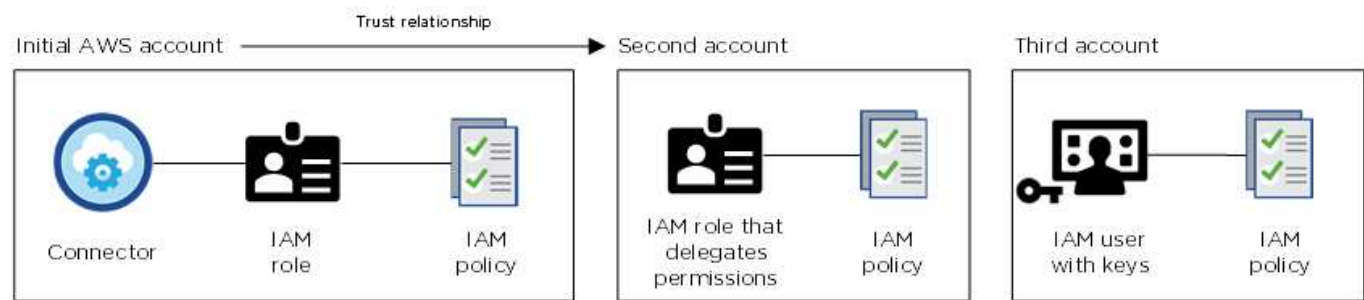 Trust relationship
Initial AWS account
Second account
Third account
Connector
IAM
role
IAM
policy
IAM role that
delegates
permissions
IAM
policy
IAM user
with keys
IAM
policy